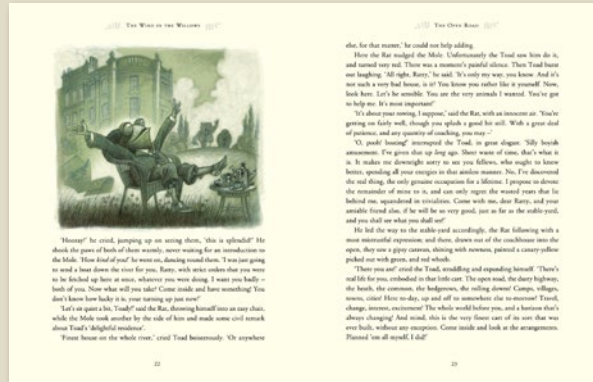 The Wind in the Willows
The Open Road
'Hooray!' he cried, jumping up on seeing them, 'this is splendid!' He
shook the paws of both of them warmly, never waiting for an introduction to
the Mole. 'How kind of you!' he went on, dancing round them. 'I was just going
to send a boat down the river for you, Ratty, with strict orders that you were
to be fetched up here at once, whatever you were doing. I want you badly –
both of you. Now what will you take? Come inside and have something! You
don't know how lucky it is, your turning up just now!'
'Let's sit quiet a bit, Toady!' said the Rat, throwing himself into an easy chair,
while the Mole took another by the side of him and made some civil remark
about Toad's 'delightful residence'.
'Finest house on the whole river,' cried Toad boisterously. 'Or anywhere
22
else, for that matter,' he could not help adding.
Here the Rat nudged the Mole. Unfortunately the Toad saw him do it,
and turned very red. There was a moment's painful silence. Then Toad burst
out laughing. 'All right, Ratty,' he said. 'It's only my way, you know. And it's
not such a very bad house, is it? You know you rather like it yourself. Now,
look here. Let's be sensible. You are the very animals I wanted. You've got
to help me. It's most important!'
'It's about your rowing, I suppose,' said the Rat, with an innocent air. 'You're
getting on fairly well, though you splash a good bit still. With a great deal
of patience, and any quantity of coaching, you may –'
'O, pooh! boating!' interrupted the Toad, in great disgust. 'Silly boyish
amusement. I've given that up long ago. Sheer waste of time, that's what it
is. It makes me downright sorry to see you fellows, who ought to know
better, spending all your energies in that aimless manner. No, I've discovered
the real thing, the only genuine occupation for a lifetime. I propose to devote
the remainder of mine to it, and can only regret the wasted years that lie
behind me, squandered in trivialities. Come with me, dear Ratty, and your
amiable friend also, if he will be so very good, just as far as the stable-yard,
and you shall see what you shall see!'
He led the way to the stable-yard accordingly, the Rat following with a
most mistrustful expression; and there, drawn out of the coachhouse into the
open, they saw a gipsy caravan, shining with newness, painted a canary-yellow
picked out with green, and red wheels.
'There you are!' cried the Toad, straddling and expanding himself. 'There's
real life for you, embodied in that little cart. The open road, the dusty highway,
the heath, the common, the hedgerows, the rolling downs! Camps, villages,
towns, cities! Here to-day, up and off to somewhere else to-morrow! Travel,
change, interest, excitement! The whole world before you, and a horizon that's
always changing! And mind, this is the very finest cart of its sort that was
ever built, without any exception. Come inside and look at the arrangements.
Planned 'em all myself, I did!'
23